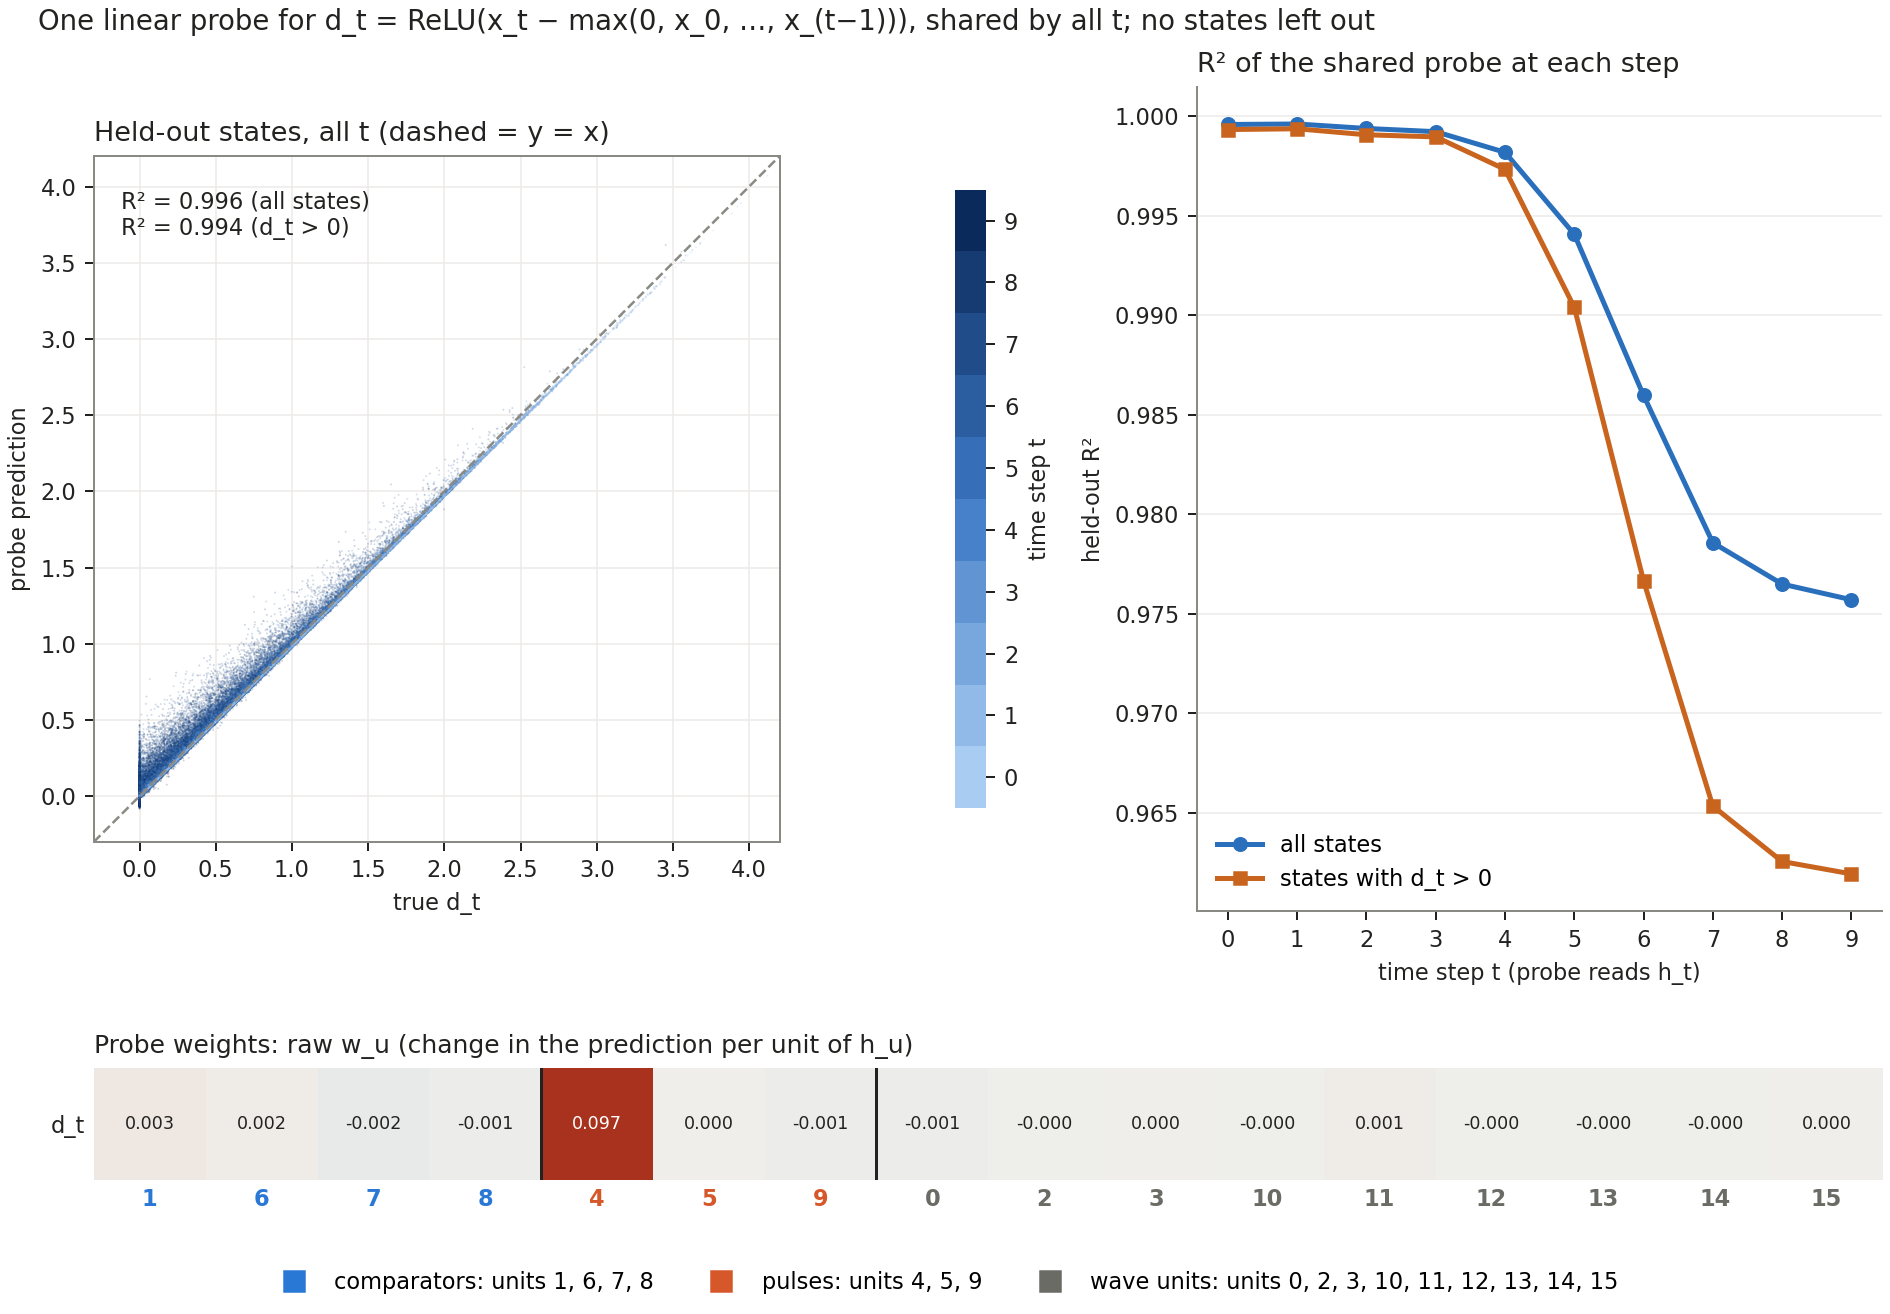 One linear probe for d_t = ReLU(x_t − max(0, x_0, ..., x_(t−1))), shared by all t; no states left out
Held-out states, all t (dashed = y = x)
R² = 0.996 (all states)
R² = 0.994 (d_t > 0)
4.0
3.5
3.0
2.5
2.0
1.5
1.0
0.5
0.0
probe prediction
0.0 0.5 1.0 1.5 2.0 2.5 3.0 3.5 4.0
true d_t
9
8
7
6
5
4
3
2
1
0
time step t
R² of the shared probe at each step
1.000
0.995
0.990
0.985
0.980
0.975
0.970
0.965
held-out R²
all states
states with d_t > 0
0 1 2 3 4 5 6 7 8 9
time step t (probe reads h_t)
Probe weights: raw w_u (change in the prediction per unit of h_u)
d_t 0.003 0.002 -0.002 -0.001 0.097 0.000 -0.001 -0.001 -0.000 0.000 -0.000 0.001 -0.000 -0.000 -0.000 0.000
1 6 7 8 4 5 9 0 2 3 10 11 12 13 14 15
comparators: units 1, 6, 7, 8
pulses: units 4, 5, 9
wave units: units 0, 2, 3, 10, 11, 12, 13, 14, 15